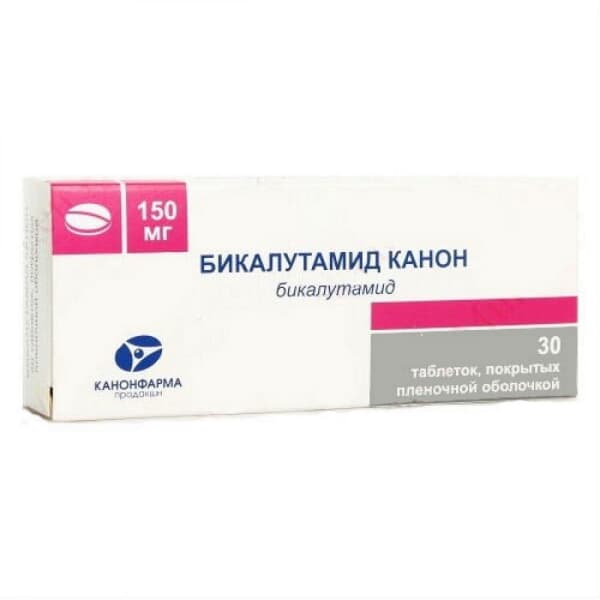 150
МГ
БИКАЛУТАМИД КАНОН
бикалутамид
КАНОНФАРМА
продакшн
30
таблеток, покрытых
пленочной оболочкой